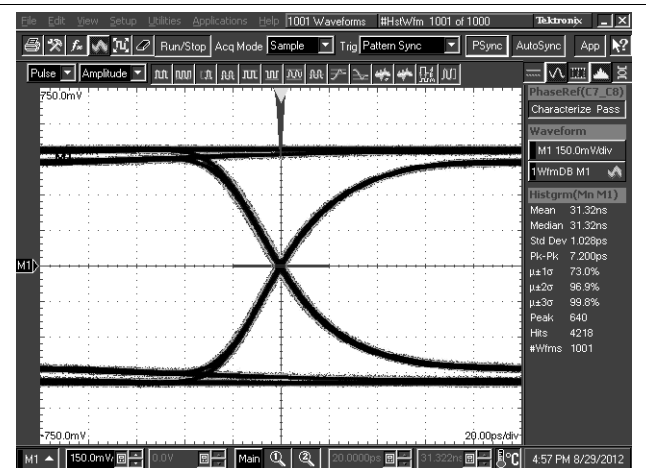 File Edit View Setup Utilities Applications Help 1001 Waveforms #HstWfm 1001 of 1000 Tektronix
Run/Stop Acq Mode Sample Trig Pattern Sync PSync AutoSync App
Pulse Amplitude
750.0mV
PhaseRef(C7_C8)
Characterize Pass
Waveform
M1 150.0mV/div
1WfmDB M1
Histgrm(Mn M1)
Mean 31.32ns
Median 31.32ns
Std Dev 1.028ps
Pk-Pk 7.200ps
µ±1σ 73.0%
µ±2σ 96.9%
µ±3σ 99.8%
Peak 640
Hits 4218
#Wfms 1001
M1
-750.0mV
20.00ps/div
M1 150.0mV/ 0.0V Main 1 2 20.0000ps 31.322ns °C 4:57 PM 8/29/2012